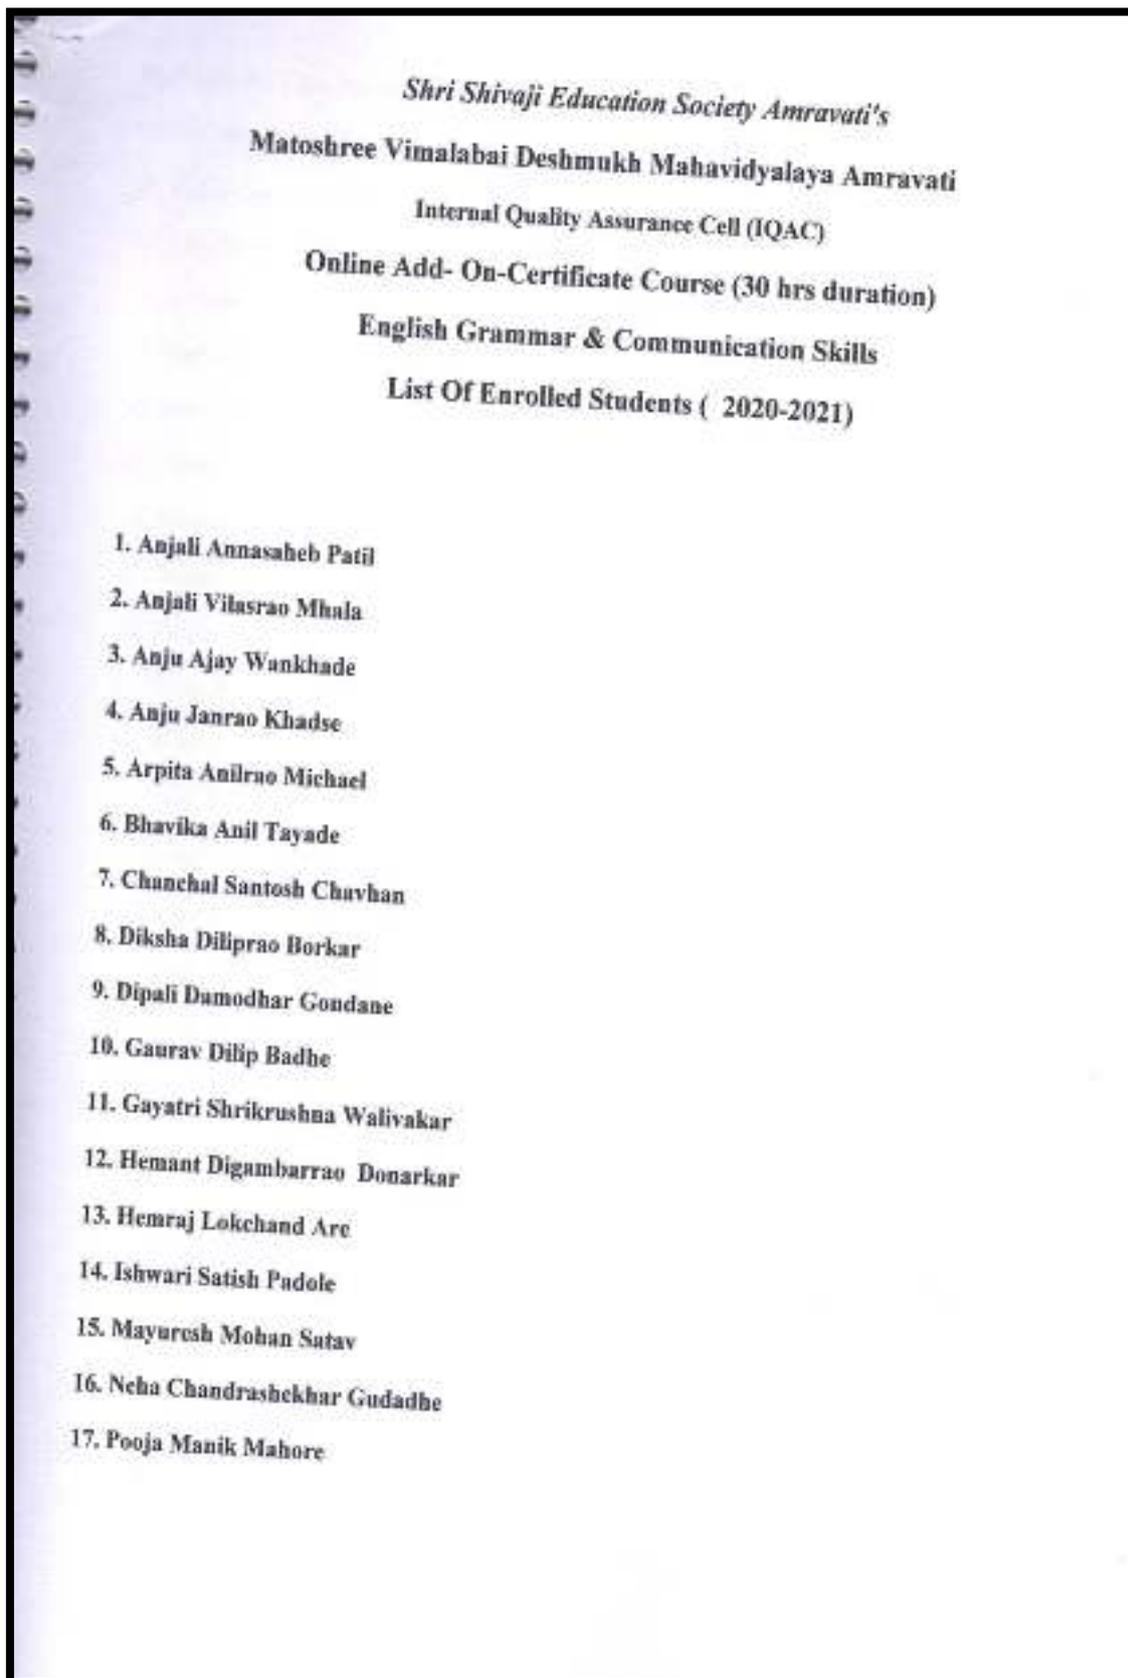 Shri Shivaji Education Society Amravati's
Matoshree Vimalabai Deshmukh Mahavidyalaya Amravati
Internal Quality Assurance Cell (IQAC)
Online Add- On-Certificate Course (30 hrs duration)
English Grammar & Communication Skills
List Of Enrolled Students ( 2020-2021)
1. Anjali Annasaheb Patil
2. Anjali Vilasrao Mhala
3. Anju Ajay Wankhade
4. Anju Janrao Khadse
5. Arpita Anilrao Michael
6. Bhavika Anil Tayade
7. Chanchal Santosh Chavhan
8. Diksha Diliprao Borkar
9. Dipali Damodhar Gondane
10. Gaurav Dilip Badhe
11. Gayatri Shrikrushna Walivakar
12. Hemant Digambarrao Donarkar
13. Hemraj Lokchand Are
14. Ishwari Satish Padole
15. Mayuresh Mohan Satav
16. Neha Chandrashekhar Gudadhe
17. Pooja Manik Mahore